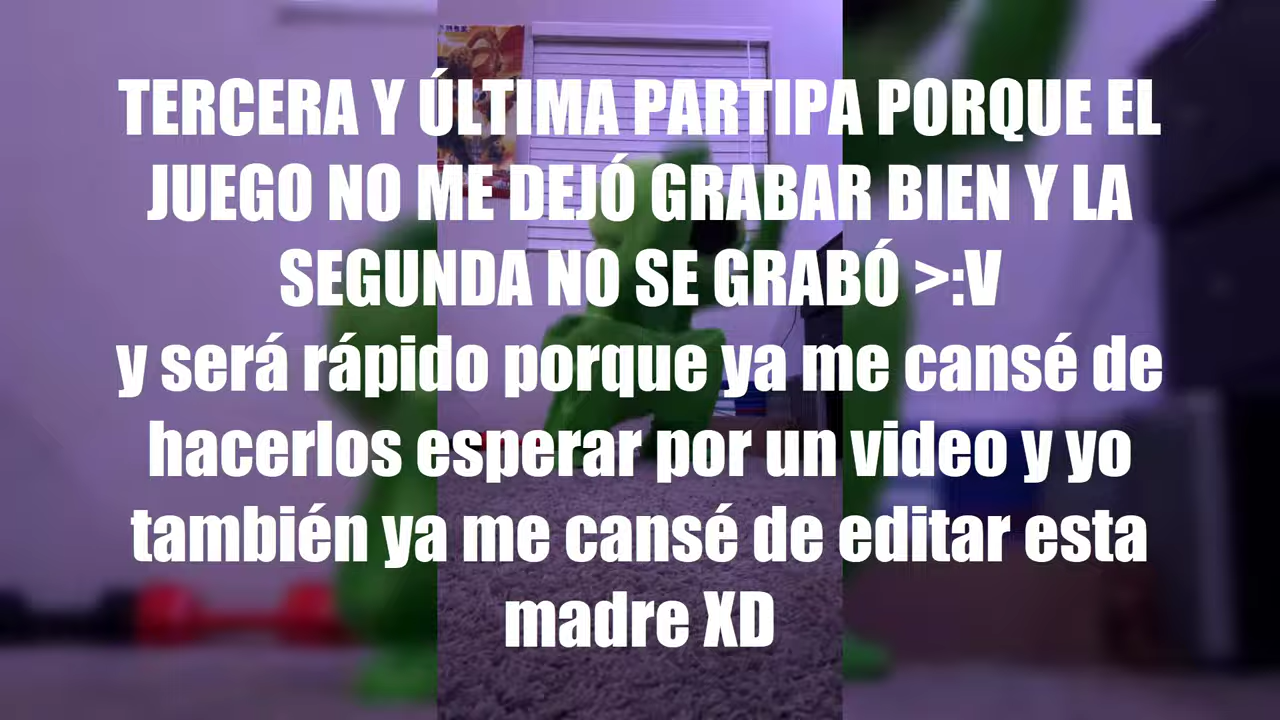 TERCERA Y ÚLTIMA PARTIPA PORQUE EL
JUEGO NO ME DEJÓ GRABAR BIEN Y LA
SEGUNDA NO SE GRABÓ >:V
y será rápido porque ya me cansé de
hacerlos esperar por un video y yo
también ya me cansé de editar esta
madre XD